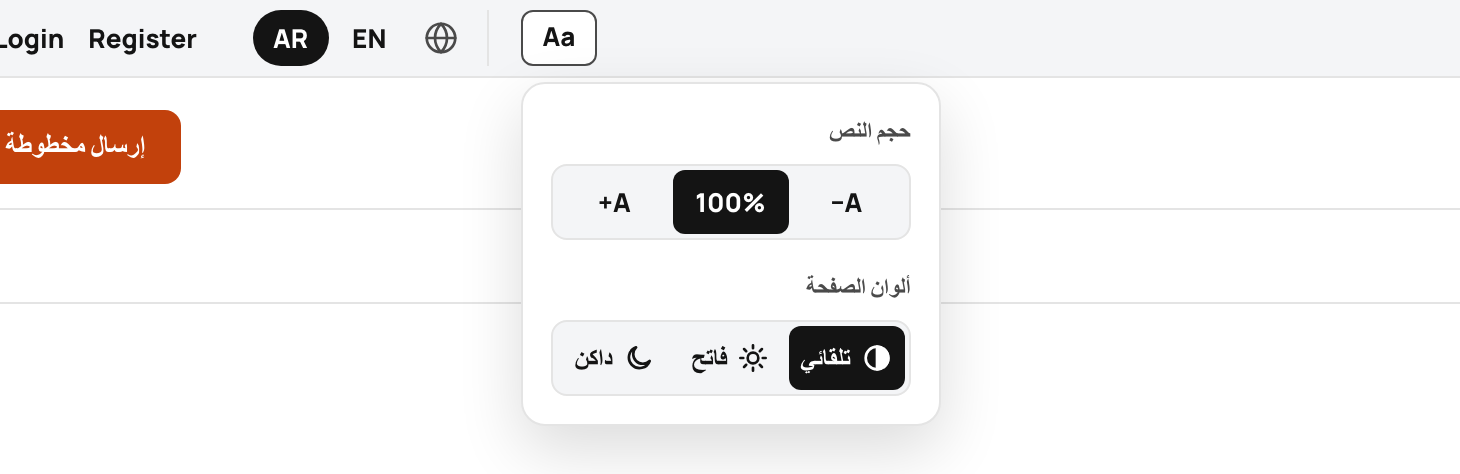 Login Register AR EN Aa
إرسال مخطوطة
حجم النص
A− 100% A+
ألوان الصفحة
تلقائي فاتح داكن